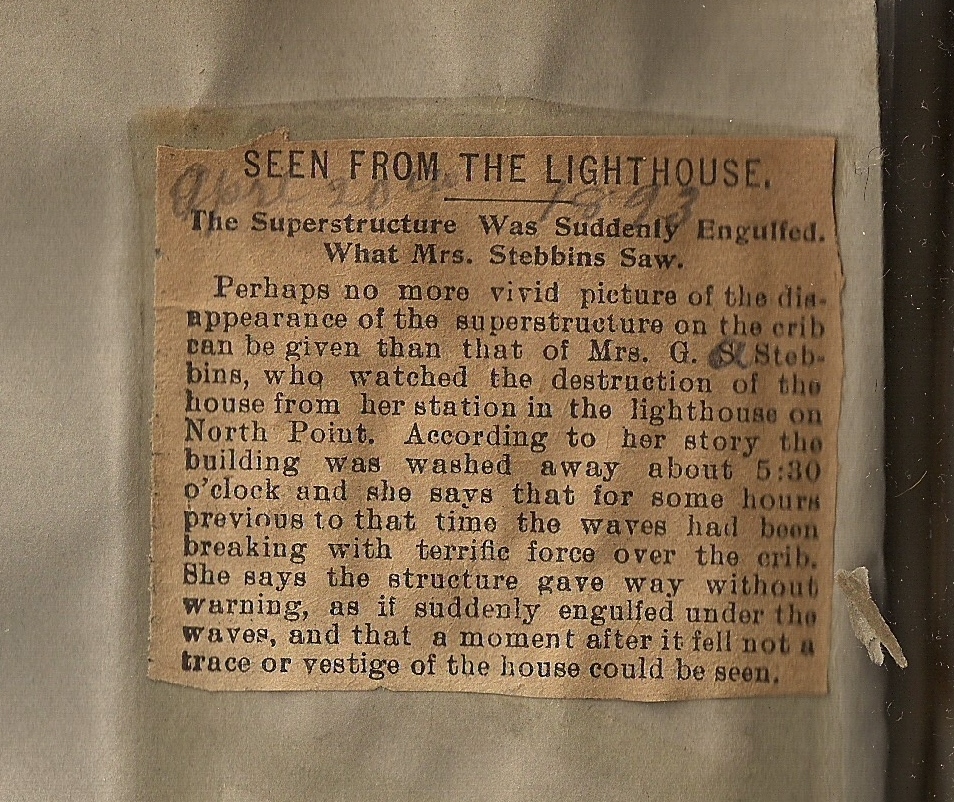 SEEN FROM THE LIGHTHOUSE.
April 20th 1893
The Superstructure Was Suddenly Engulfed.
What Mrs. Stebbins Saw.
Perhaps no more vivid picture of the dis-
appearance of the superstructure on the crib
can be given than that of Mrs. G. S. Steb-
bins, who watched the destruction of the
house from her station in the lighthouse on
North Point. According to her story the
building was washed away about 5:30
o'clock and she says that for some hours
previous to that time the waves had been
breaking with terrific force over the crib.
She says the structure gave way without
warning, as if suddenly engulfed under the
waves, and that a moment after it fell not a
trace or vestige of the house could be seen.